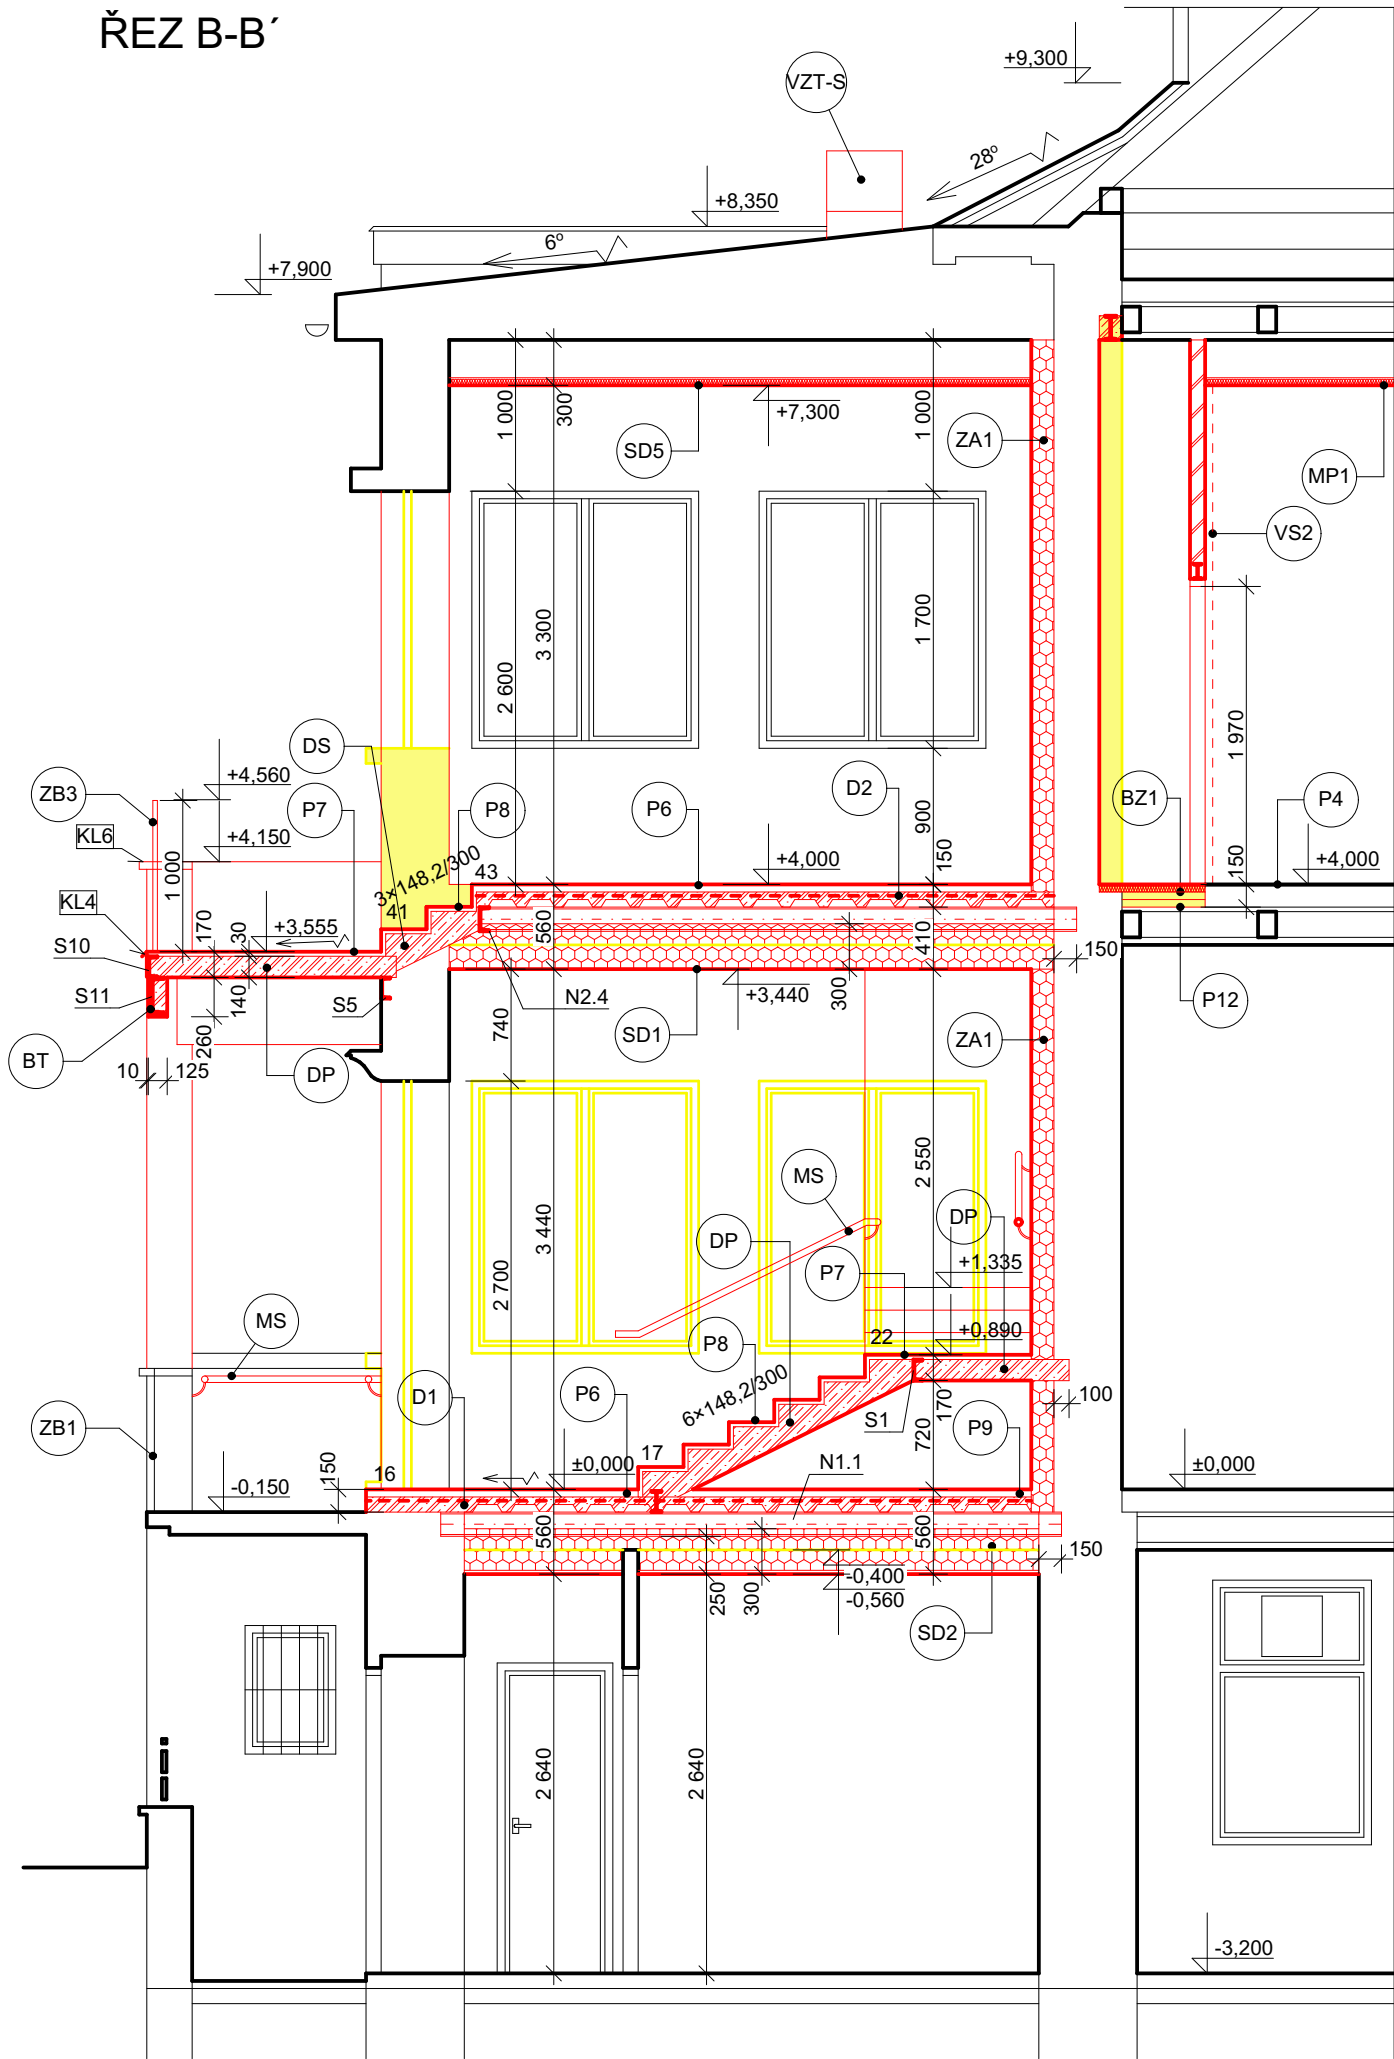 ŘEZ B-B´
+9,300
VZT-S
28°
+8,350
6°
+7,900
1 000
300
+7,300
1 000
SD5
ZA1
MP1
VS2
2 600
3 300
1 700
1 970
DS
ZB3
+4,560
P7
P8
P6
D2
BZ1
P4
KL6
+4,150
1 000
3×148,2/300
43
900
150
+4,000
150
+4,000
KL4
41
170
30
+3,555
560
410
150
S10
S11
140
S5
N2.4
+3,440
300
P12
BT
260
740
SD1
ZA1
10
125
DP
2 550
MS
DP
DP
3 440
P7
+1,335
2 700
MS
P8
22
+0,890
D1
P6
6×148,2/300
S1
170
100
ZB1
720
P9
150
16
17
±0,000
N1.1
±0,000
-0,150
560
560
150
250
300
-0,400
-0,560
SD2
2 640
2 640
-3,200